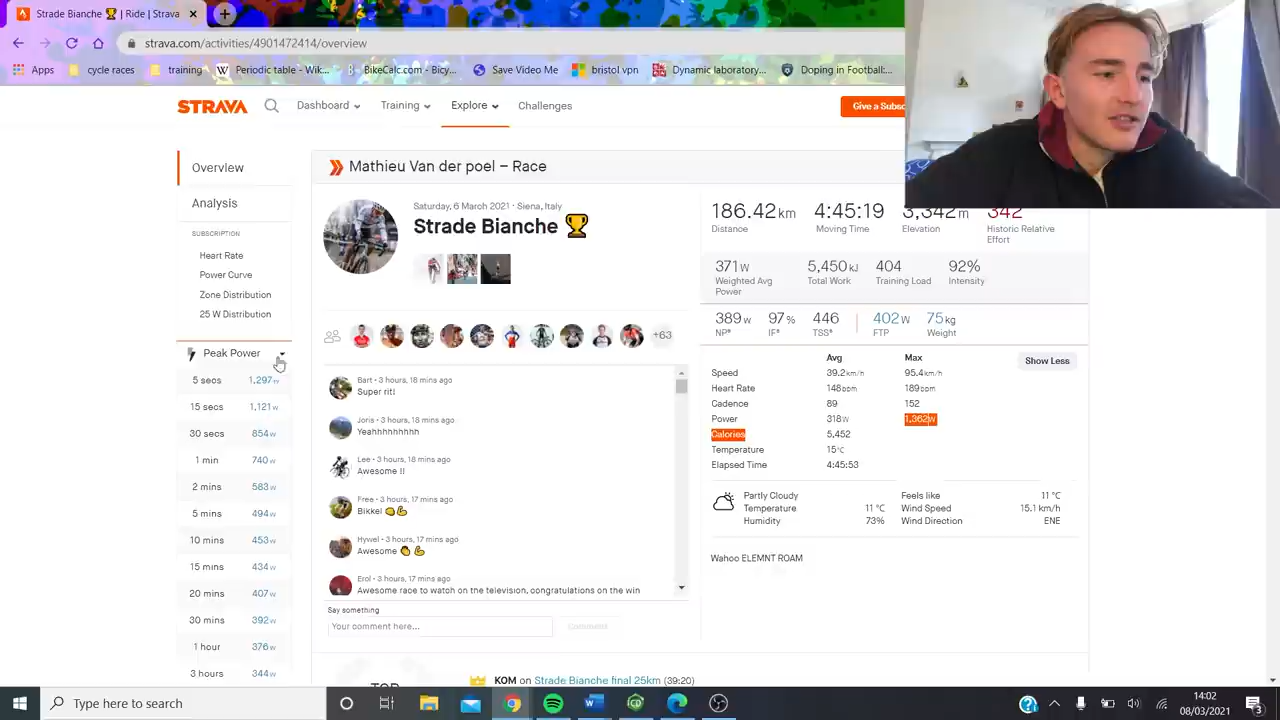 Strade Bianche | Race | Strava
strava.com/activities/4901472414/overview
Apps
cycle races
training
Periodic table - Wik...
BikeCalc.com - Bicy...
Save Video Me
bristol vpn
Dynamic laboratory...
Doping in Football:...
STRAVA
Dashboard
Training
Explore
Challenges
Give a Subsc
Overview
Analysis
SUBSCRIPTION
Heart Rate
Power Curve
Zone Distribution
25 W Distribution
Peak Power
5 secs 1,297w
15 secs 1,121w
30 secs 854w
1 min 740w
2 mins 583w
5 mins 494w
10 mins 453w
15 mins 434w
20 mins 407w
30 mins 392w
1 hour 376w
3 hours 344w
Mathieu Van der poel – Race
Saturday, 6 March 2021 · Siena, Italy
Strade Bianche
+63
Bart · 3 hours, 18 mins ago
Super rit!
Joris · 3 hours, 18 mins ago
Yeahhhhhhhhh
Lee · 3 hours, 18 mins ago
Awesome !!
Free · 3 hours, 17 mins ago
Bikkel
Hywel · 3 hours, 17 mins ago
Awesome
Erol · 3 hours, 17 mins ago
Awesome race to watch on the television, congratulations on the win
Say something
Your comment here...
Comment
186.42km 4:45:19 3,342m 342
Distance Moving Time Elevation Historic Relative
Effort
371W 5,450kJ 404 92%
Weighted Avg Total Work Training Load Intensity
Power
389w 97% 446 402W 75kg
NP® IF® TSS® FTP Weight
Avg Max
Show Less
Speed 39.2km/h 95.4km/h
Heart Rate 148bpm 189bpm
Cadence 89 152
Power 318W 1,362W
Calories 5,452
Temperature 15℃
Elapsed Time 4:45:53
Partly Cloudy Feels like 11 ℃
Temperature 11 ℃ Wind Speed 15.1 km/h
Humidity 73% Wind Direction ENE
Wahoo ELEMNT ROAM
TOP
KOM on Strade Bianche final 25km (39:20)
Type here to search
14:02
08/03/2021
3